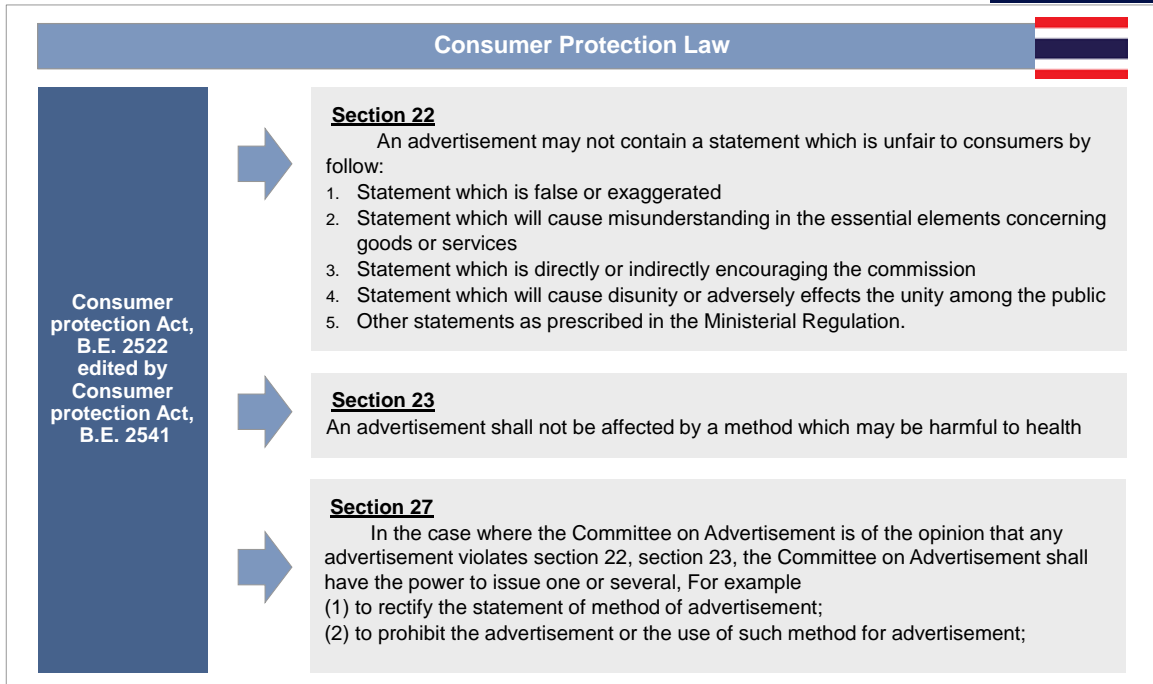 Consumer Protection Law
Consumer
protection Act,
B.E. 2522
edited by
Consumer
protection Act,
B.E. 2541
Section 22
An advertisement may not contain a statement which is unfair to consumers by
follow:
1. Statement which is false or exaggerated
2. Statement which will cause misunderstanding in the essential elements concerning
goods or services
3. Statement which is directly or indirectly encouraging the commission
4. Statement which will cause disunity or adversely effects the unity among the public
5. Other statements as prescribed in the Ministerial Regulation.
Section 23
An advertisement shall not be affected by a method which may be harmful to health
Section 27
In the case where the Committee on Advertisement is of the opinion that any
advertisement violates section 22, section 23, the Committee on Advertisement shall
have the power to issue one or several, For example
(1) to rectify the statement of method of advertisement;
(2) to prohibit the advertisement or the use of such method for advertisement;